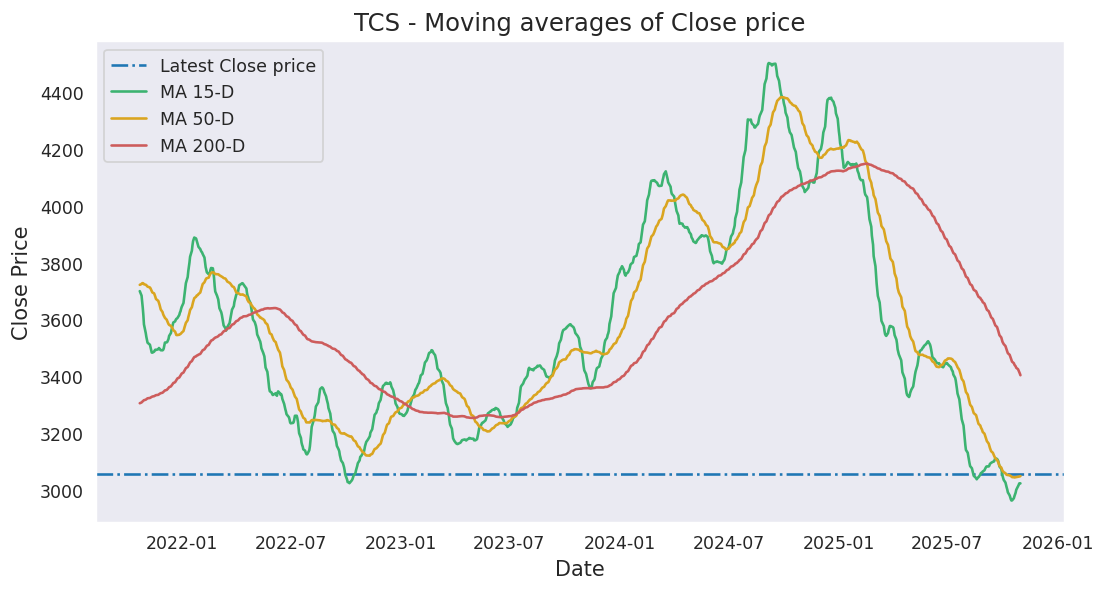 TCS - Moving averages of Close price
Latest Close price
MA 15-D
MA 50-D
MA 200-D
Close Price
4400
4200
4000
3800
3600
3400
3200
3000
2022-01 2022-07 2023-01 2023-07 2024-01 2024-07 2025-01 2025-07 2026-01
Date